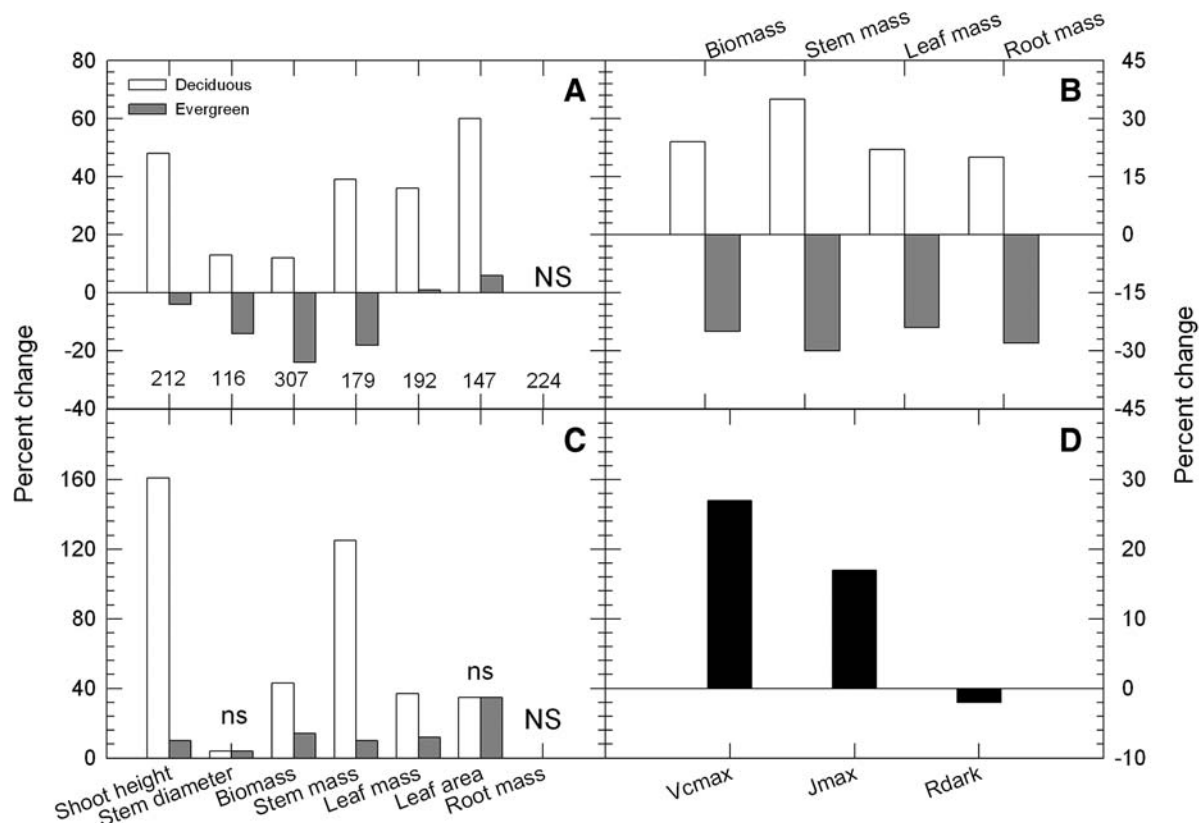 Biomass Stem mass Leaf mass Root mass
80 60 40 20 0 -20 -40
Deciduous
Evergreen
A
NS
212 116 307 179 192 147 224
B
45 30 15 0 -15 -30 -45
Percent change
Percent change
C
160 120 80 40 0
ns
ns
NS
Shoot height Stem diameter Biomass Stem mass Leaf mass Leaf area Root mass
D
30 20 10 0 -10
Vcmax Jmax Rdark